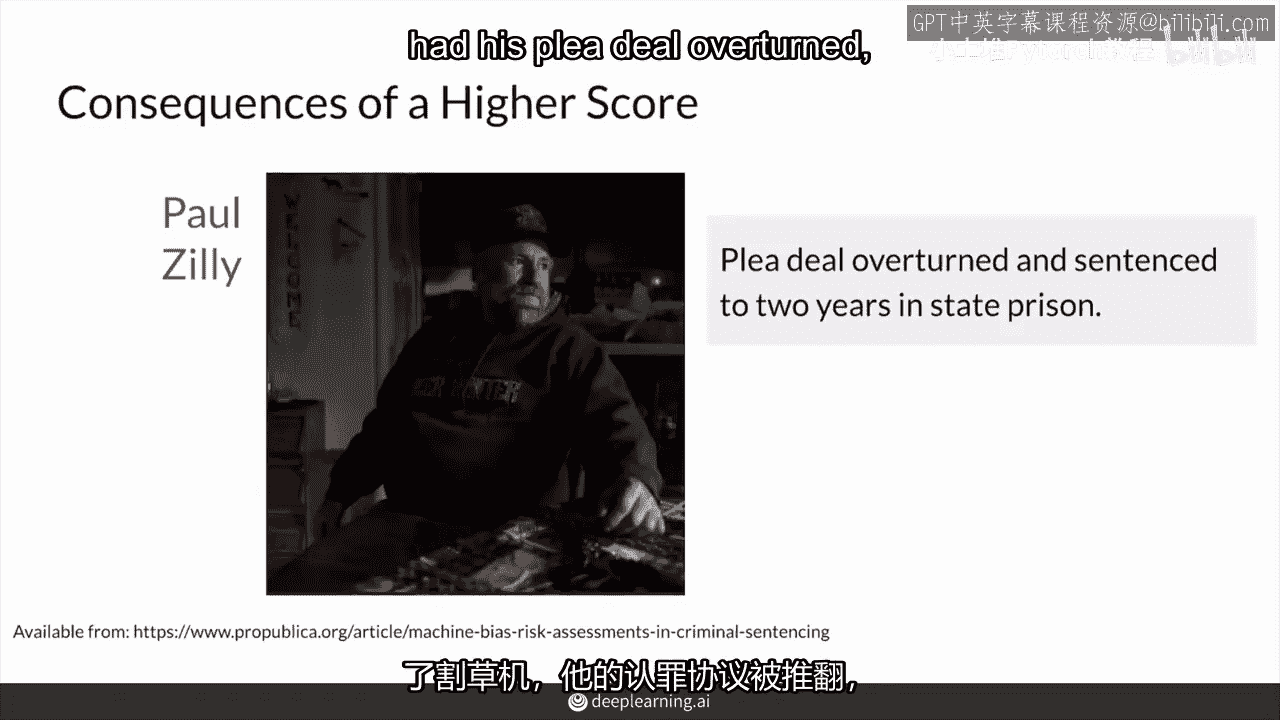 GPT中英字幕课程资源@bilibili.com
had his plea deal overturned,
Consequences of a Higher Score
Paul
Zilly
Plea deal overturned and sentenced
to two years in state prison.
Available from: https://www.propublica.org/article/machine-bias-risk-assessments-in-criminal-sentencing
了割草机，他的认罪协议被推翻，
deeplearning.ai